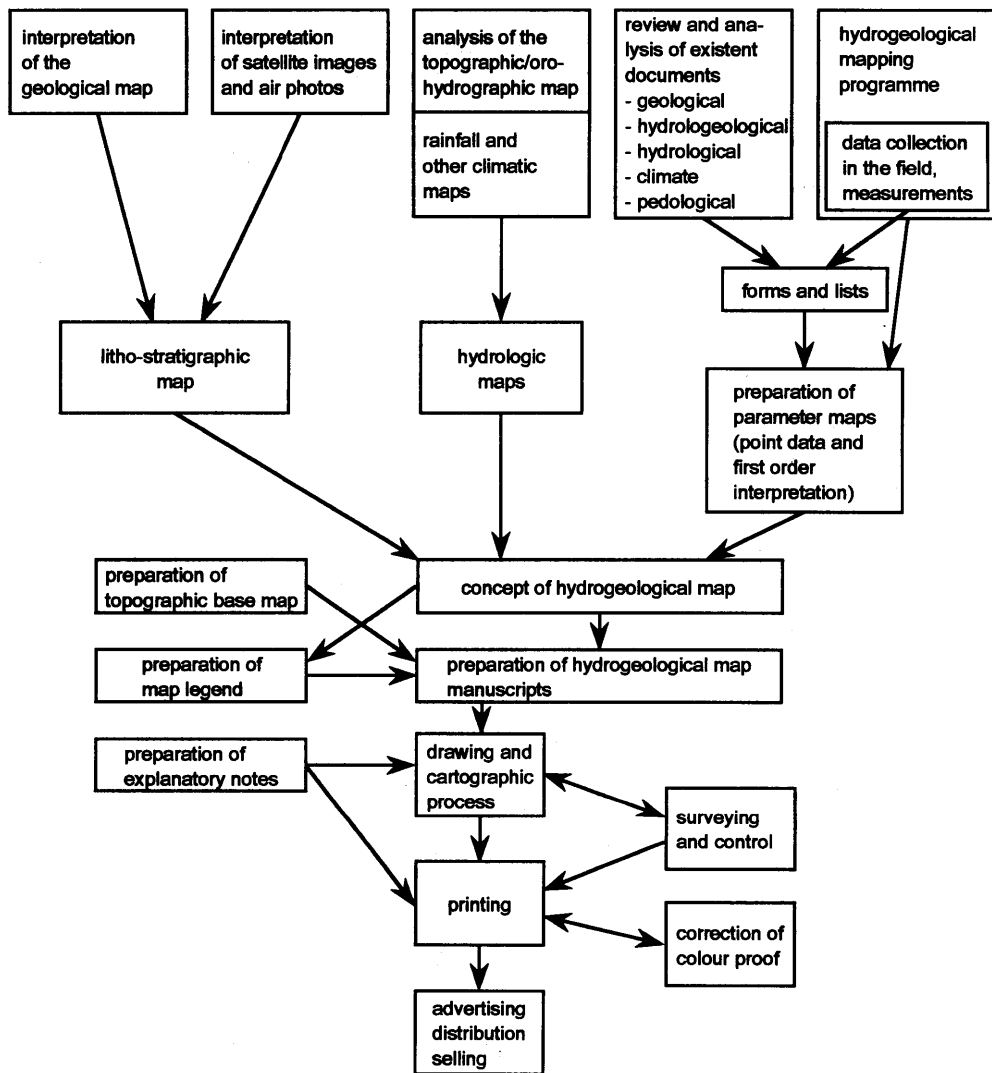 interpretation
of the
geological map
interpretation
of satellite images
and air photos
analysis of the
topographic/oro-
hydrographic map
rainfall and
other climatic
maps
review and ana-
lysis of existent
documents
- geological
- hydrologeological
- hydrological
- climate
- pedological
hydrogeological
mapping
programme
data collection
in the field,
measurements
forms and lists
litho-stratigraphic
map
hydrologic
maps
preparation of
parameter maps
(point data and
first order
interpretation)
preparation of
topographic base map
concept of hydrogeological map
preparation of
map legend
preparation of hydrogeological map
manuscripts
preparation of
explanatory notes
drawing and
cartographic
process
surveying
and control
printing
correction of
colour proof
advertising
distribution
selling